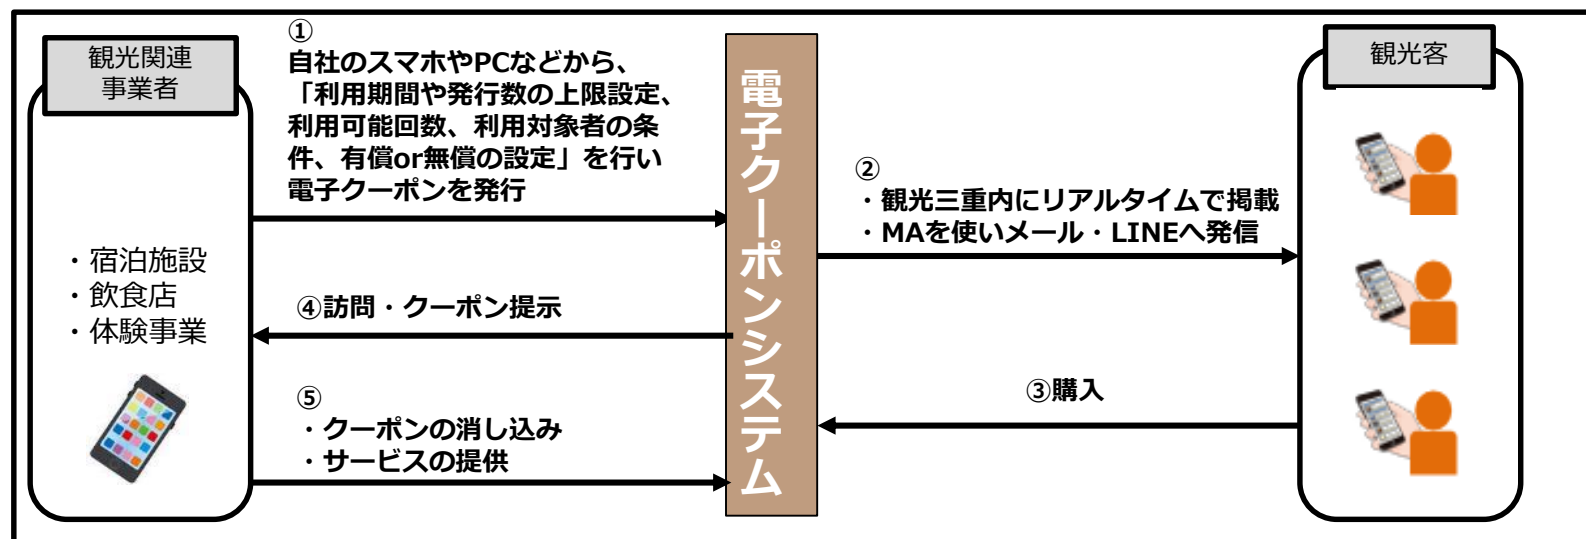 観光関連
事業者
・宿泊施設
・飲食店
・体験事業
①
自社のスマホやPCなどから、
「利用期間や発行数の上限設定、
利用可能回数、利用対象者の条
件、有償or無償の設定」を行い
電子クーポンを発行
④訪問・クーポン提示
⑤
・クーポンの消し込み
・サービスの提供
電子クーポンシステム
②
・観光三重内にリアルタイムで掲載
・MAを使いメール・LINEへ発信
③購入
観光客